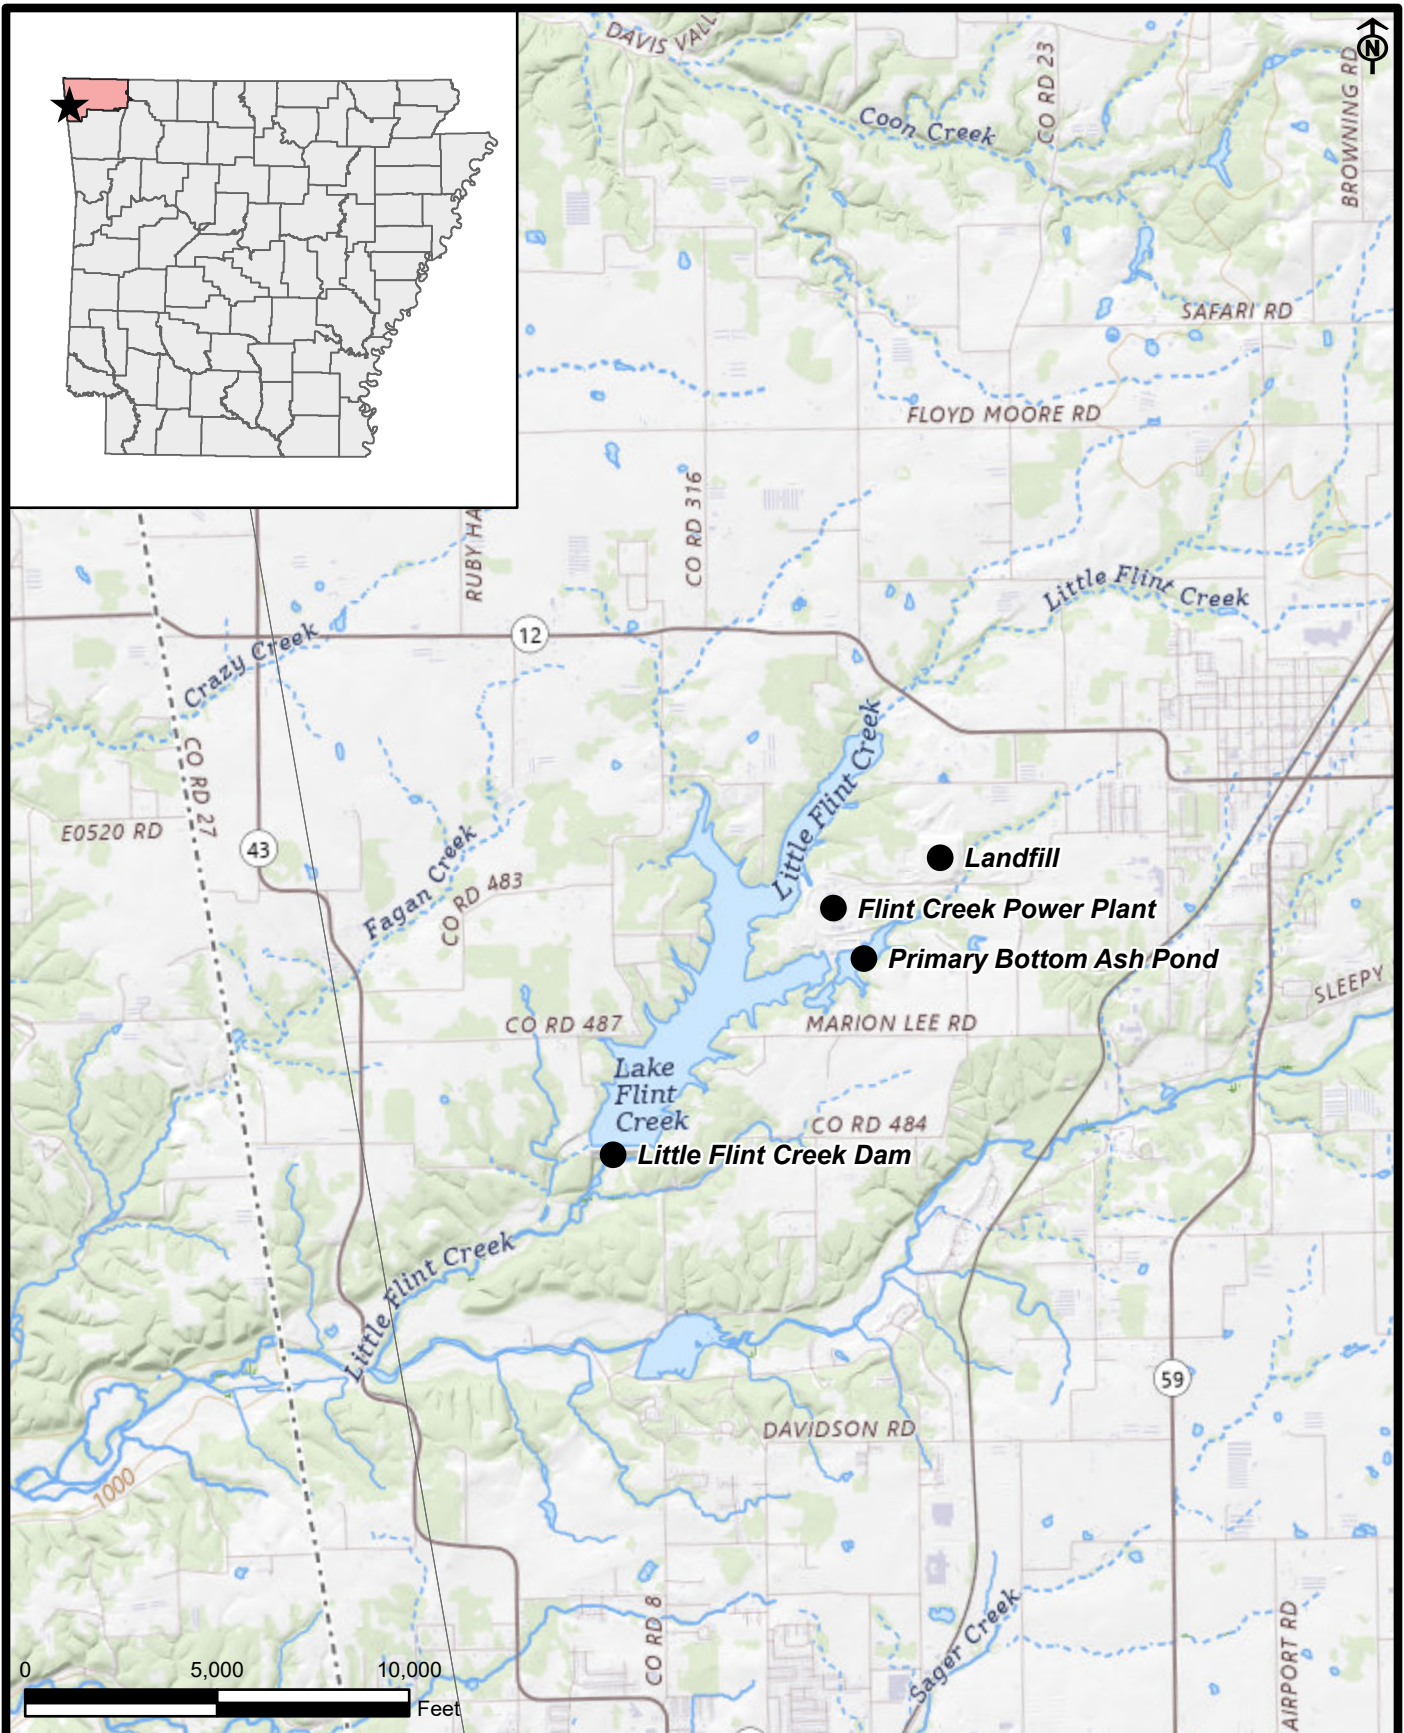 DAVIS VALL
CO RD 23
N
BROWNING RD
Coon Creek
SAFARI RD
FLOYD MOORE RD
CO RD 316
RUBY HA
Little Flint Creek
12
Crazy Creek
CO RD 27
E0520 RD
43
Little Flint Creek
Fagan Creek
CO RD 483
Landfill
Flint Creek Power Plant
Primary Bottom Ash Pond
SLEEPY
CO RD 487
MARION LEE RD
Lake
Flint
Creek
CO RD 484
Little Flint Creek Dam
Little Flint Creek
59
DAVIDSON RD
1000
CO RD 8
Sager Creek
AIRPORT RD
0 5,000 10,000
Feet